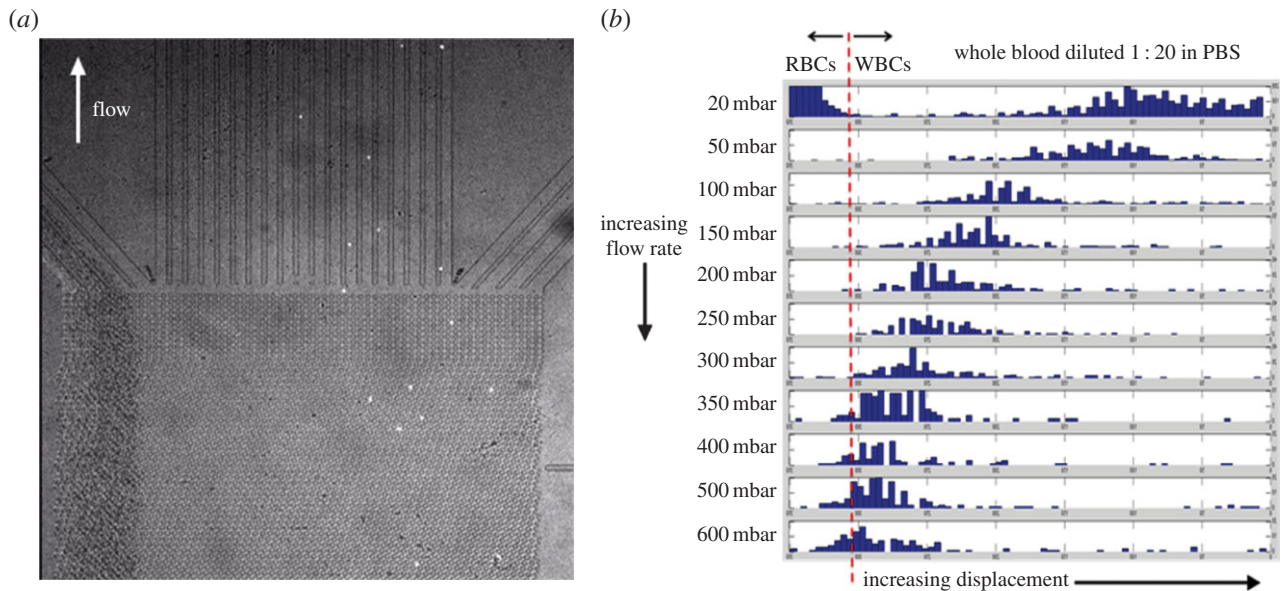 (a)
flow
(b)
RBCs
WBCs
whole blood diluted 1 : 20 in PBS
20 mbar
50 mbar
100 mbar
150 mbar
200 mbar
250 mbar
300 mbar
350 mbar
400 mbar
500 mbar
600 mbar
increasing
flow rate
increasing displacement